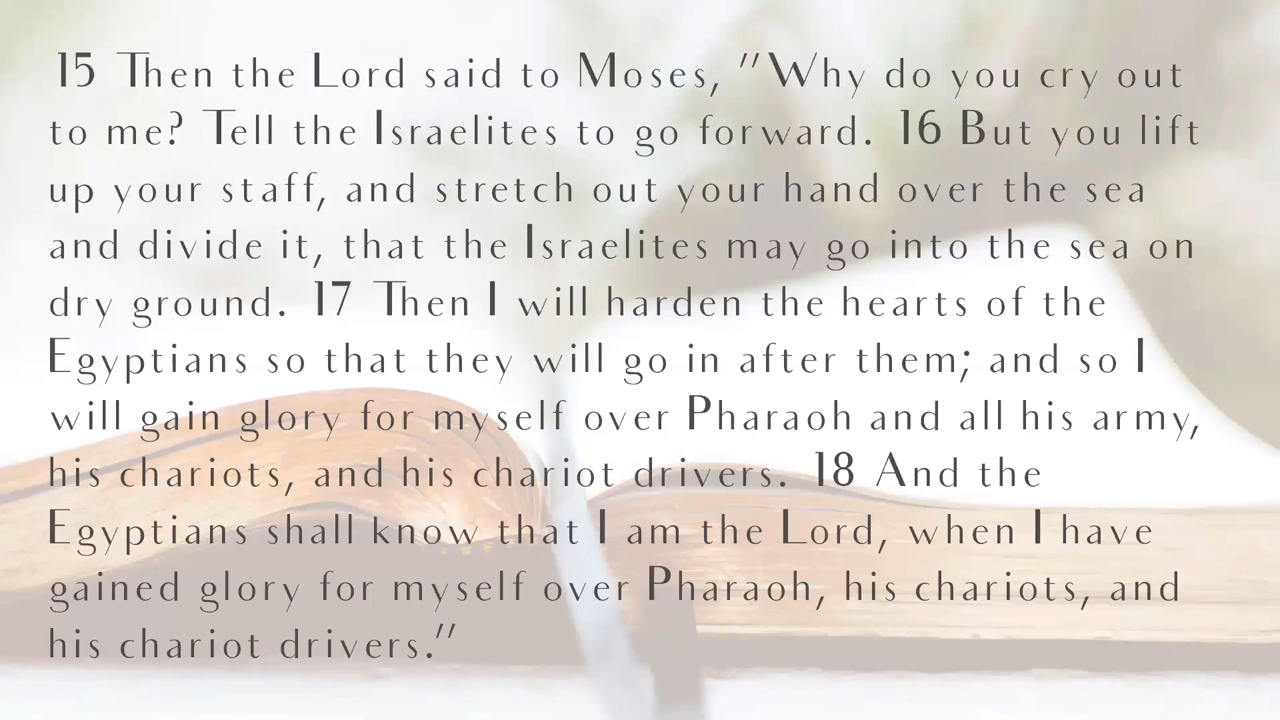 15 Then the Lord said to Moses, "Why do you cry out
to me? Tell the Israelites to go forward. 16 But you lift
up your staff, and stretch out your hand over the sea
and divide it, that the Israelites may go into the sea on
dry ground. 17 Then I will harden the hearts of the
Egyptians so that they will go in after them; and so I
will gain glory for myself over Pharaoh and all his army,
his chariots, and his chariot drivers. 18 And the
Egyptians shall know that I am the Lord, when I have
gained glory for myself over Pharaoh, his chariots, and
his chariot drivers."